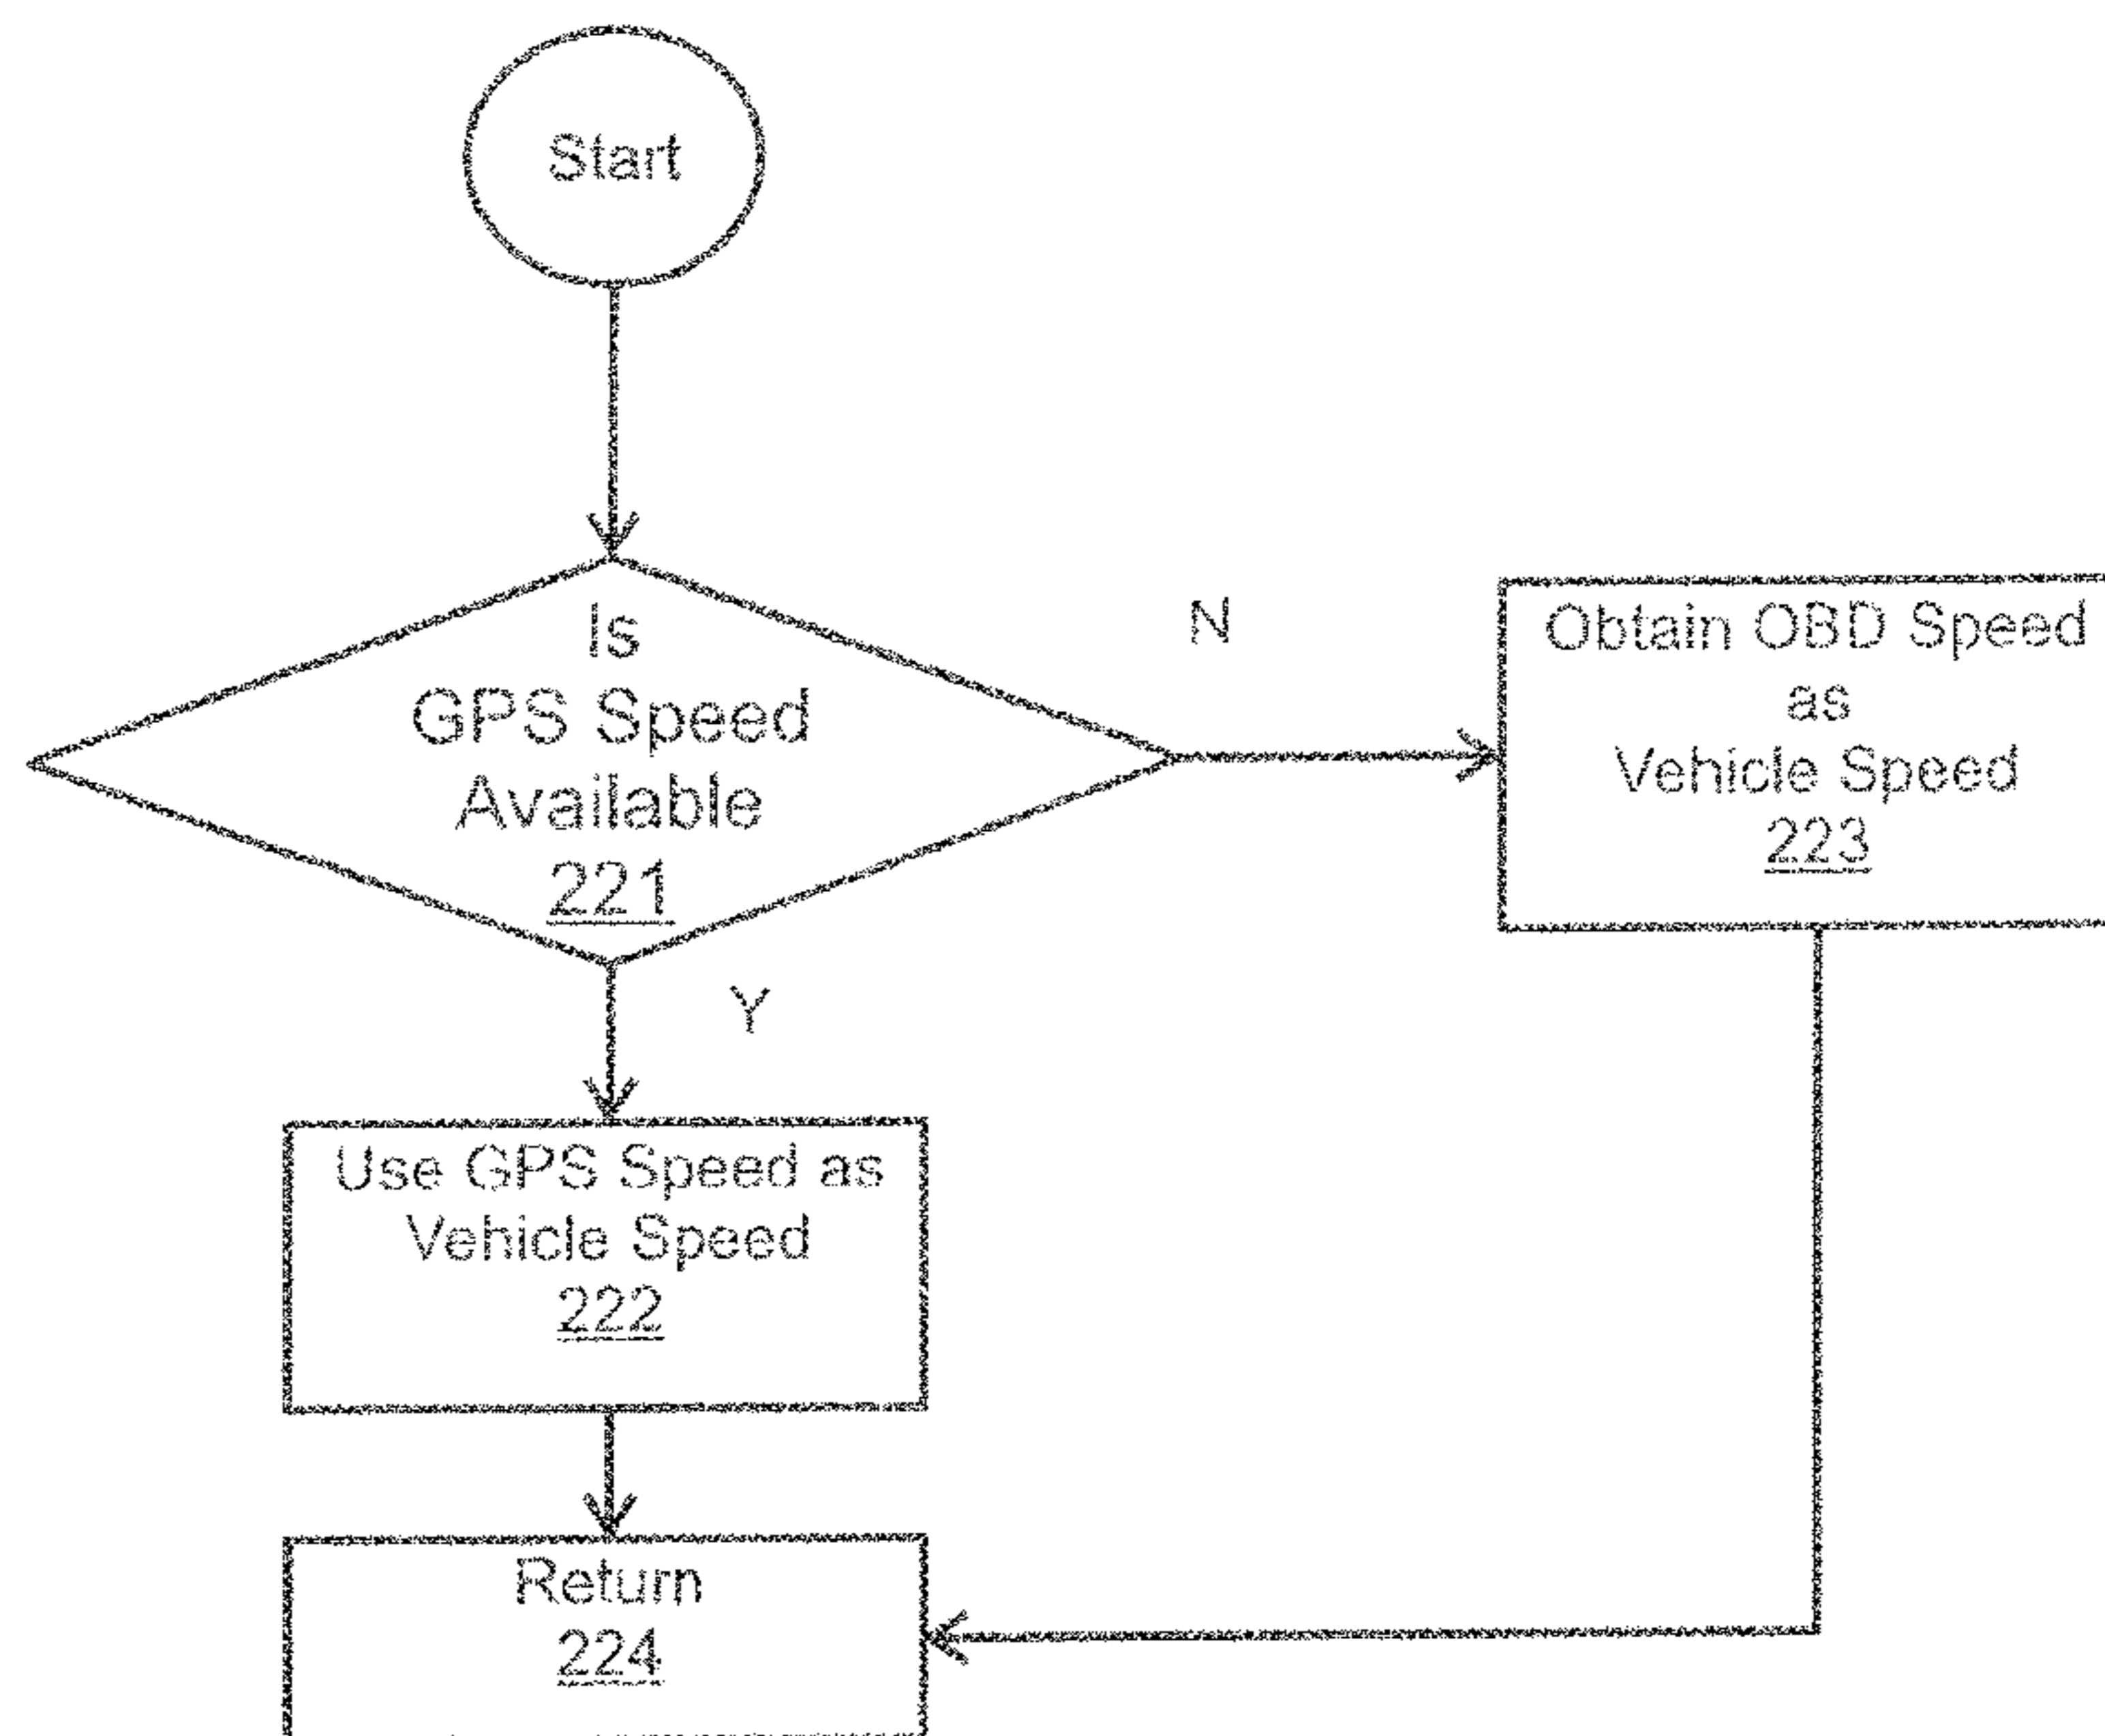 Start
Is
GPS Speed
Available
221
N
Obtain OBD Speed
as
Vehicle Speed
223
Y
Use GPS Speed as
Vehicle Speed
222
Return
224